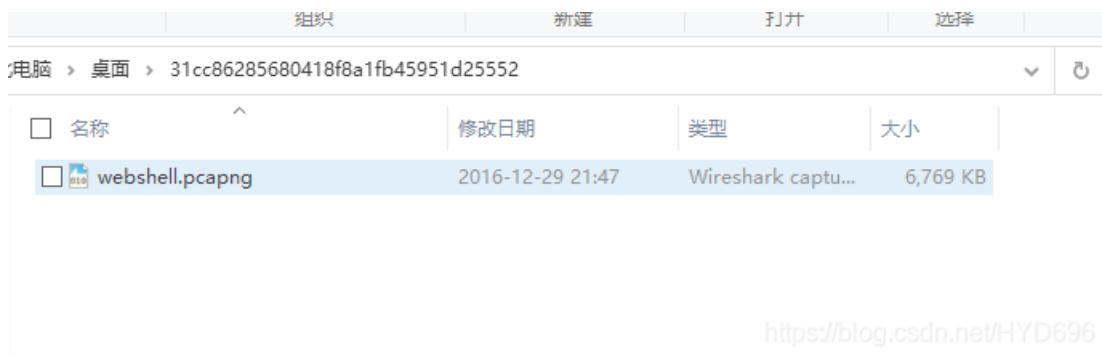 组织 新建 打开 选择
电脑 › 桌面 › 31cc86285680418f8a1fb45951d25552
名称 修改日期 类型 大小
webshell.pcapng 2016-12-29 21:47 Wireshark captu... 6,769 KB
https://blog.csdn.net/HYD696